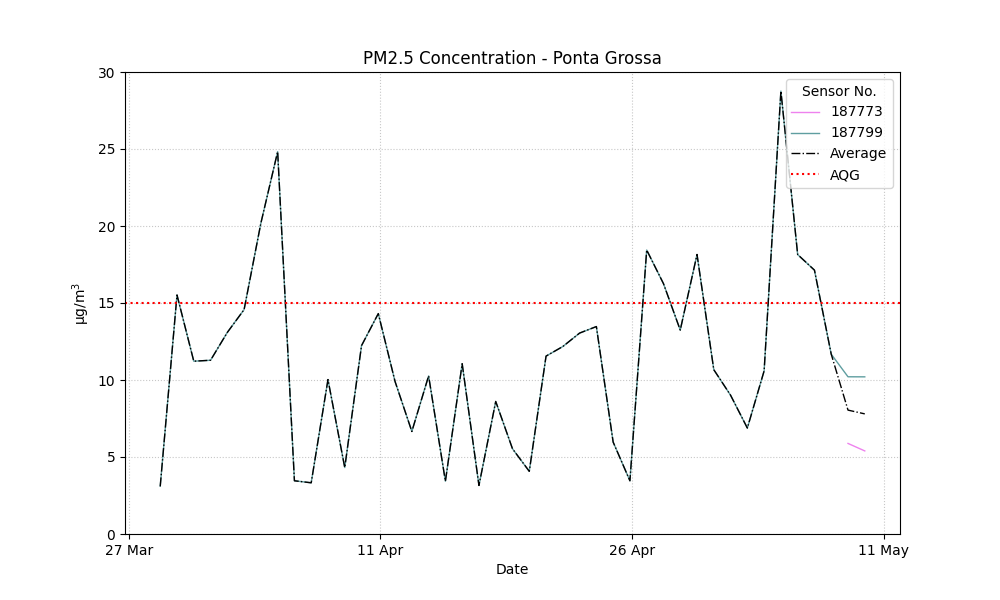 PM2.5 Concentration - Ponta Grossa
30
25
20
15
10
5
0
µg/m³
Sensor No.
187773
187799
Average
AQG
27 Mar
11 Apr
26 Apr
11 May
Date